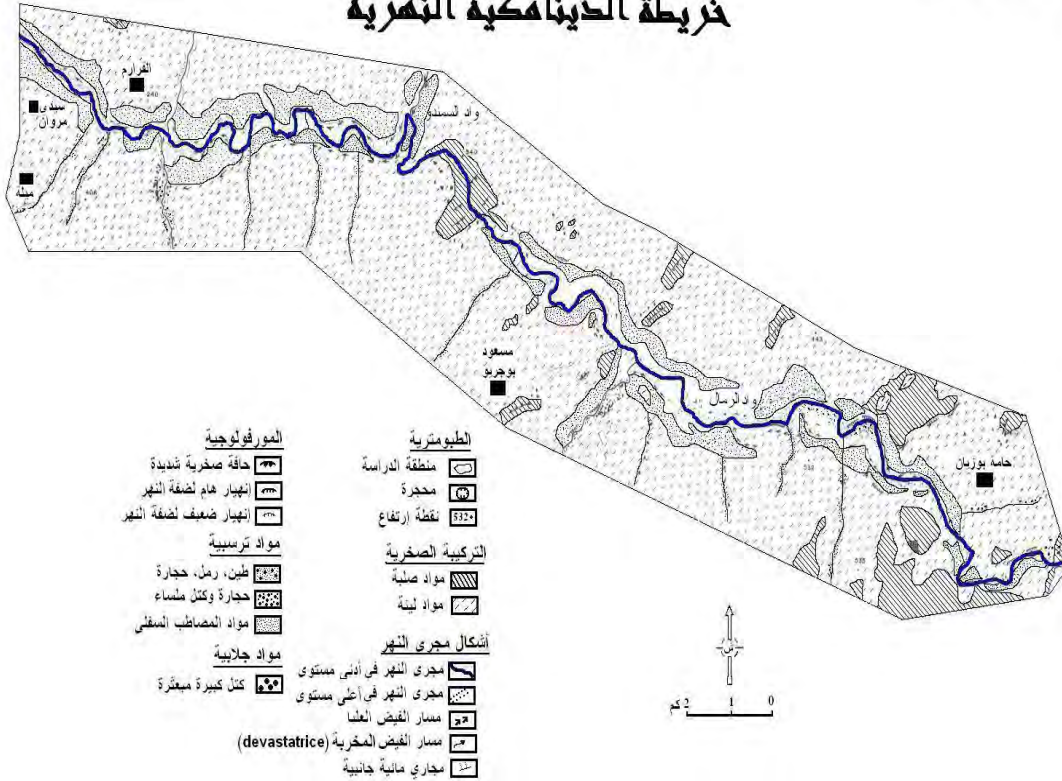 خريطة الديناميكية النهرية
القرارم
سيدي
مروان
ميلة
واد السمندو
مسعود
بوجريو
واد الرمال
حامة بوزيان
الطبومترية
منطقة الدراسة
محجرة
نقطة إرتفاع
532
التركيبة الصخرية
مواد صلبة
مواد لينة
أشكال مجرى النهر
مجرى النهر في أدنى مستوى
مجرى النهر في أعلى مستوى
مسار الفيض العليا
مسار الفيض المخربة (devastatrice)
مجاري مائية جانبية
المورفولوجية
حافة صخرية شديدة
إنهيار هام لضفة النهر
إنهيار ضعيف لضفة النهر
مواد ترسبية
طين، رمل، حجارة
حجارة وكتل ملساء
مواد المصاطب السفلى
مواد جلابية
كتل كبيرة مبعثرة
ش
2 1 0
كم